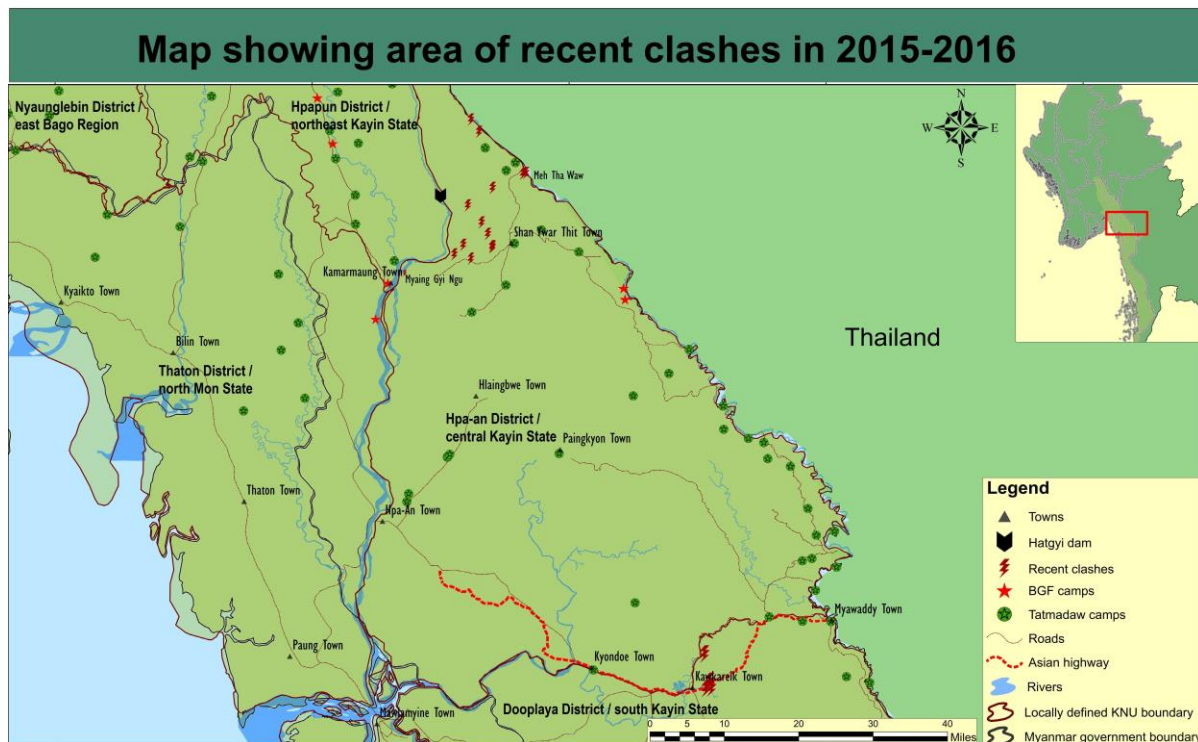 Map showing area of recent clashes in 2015-2016
Nyaunglebin District /
east Bago Region
Hpapun District /
northeast Kayin State
N
W E
S
Meh Tha Waw
Shan Ywar Thit Town
Kamarmaung Town
Myaing Gyi Ngu
Kyaikto Town
Bilin Town
Thailand
Thaton District /
north Mon State
Hlaingbwe Town
Hpa-an District /
central Kayin State
Paingkyon Town
Thaton Town
Hpa-An Town
Myawaddy Town
Paung Town
Kyondoe Town
Kawkareik Town
Mawlamyine Town
Dooplaya District / south Kayin State
0 5 10 20 30 40
Miles
Legend
Towns
Hatgyi dam
Recent clashes
BGF camps
Tatmadaw camps
Roads
Asian highway
Rivers
Locally defined KNU boundary
Myanmar government boundary